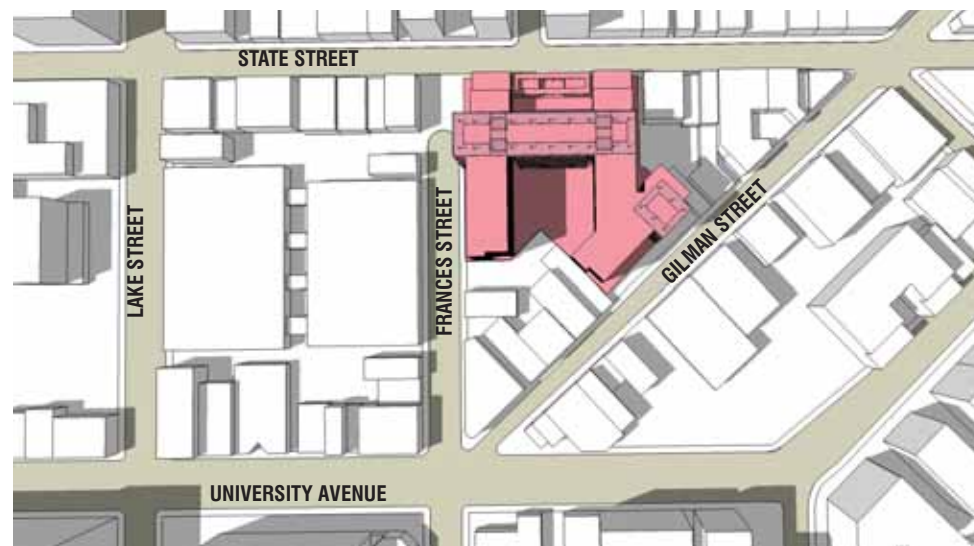 STATE STREET
LAKE STREET
FRANCES STREET
GILMAN STREET
UNIVERSITY AVENUE